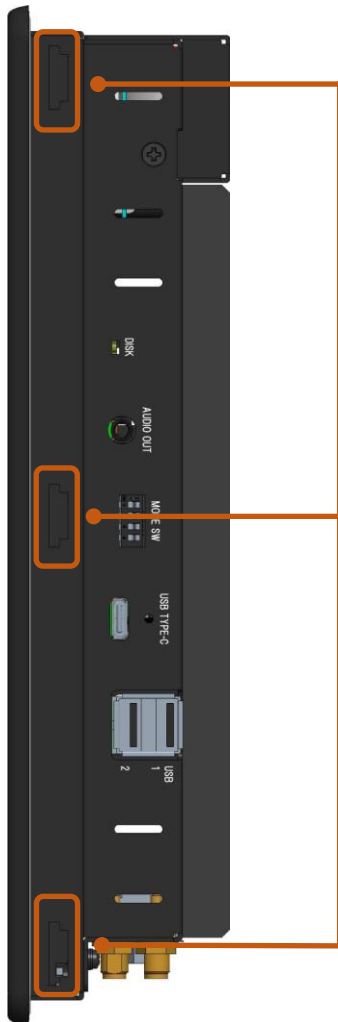 DISK
AUDIO OUT
MODE SW
USB TYPE-C
USB
1
2